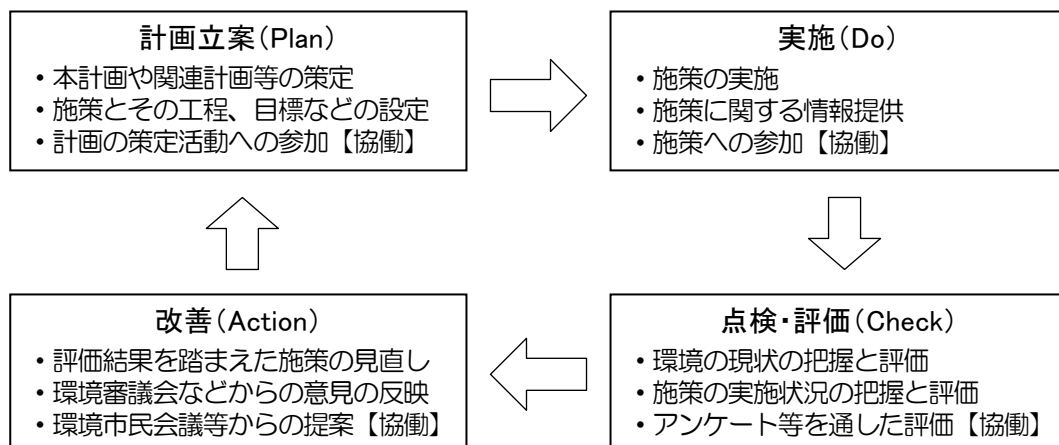 計画立案（Plan）
・本計画や関連計画等の策定
・施策とその工程、目標などの設定
・計画の策定活動への参加【協働】
実施（Do）
・施策の実施
・施策に関する情報提供
・施策への参加【協働】
改善（Action）
・評価結果を踏まえた施策の見直し
・環境審議会などからの意見の反映
・環境市民会議等からの提案【協働】
点検・評価（Check）
・環境の現状の把握と評価
・施策の実施状況の把握と評価
・アンケート等を通した評価【協働】